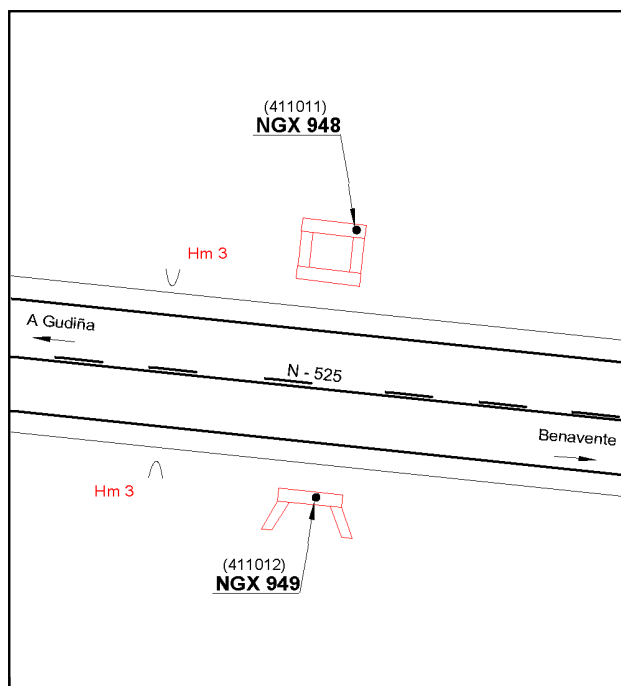 (411011)
NGX 948
Hm 3
A Gudiña
N - 525
Benavente
Hm 3
(411012)
NGX 949